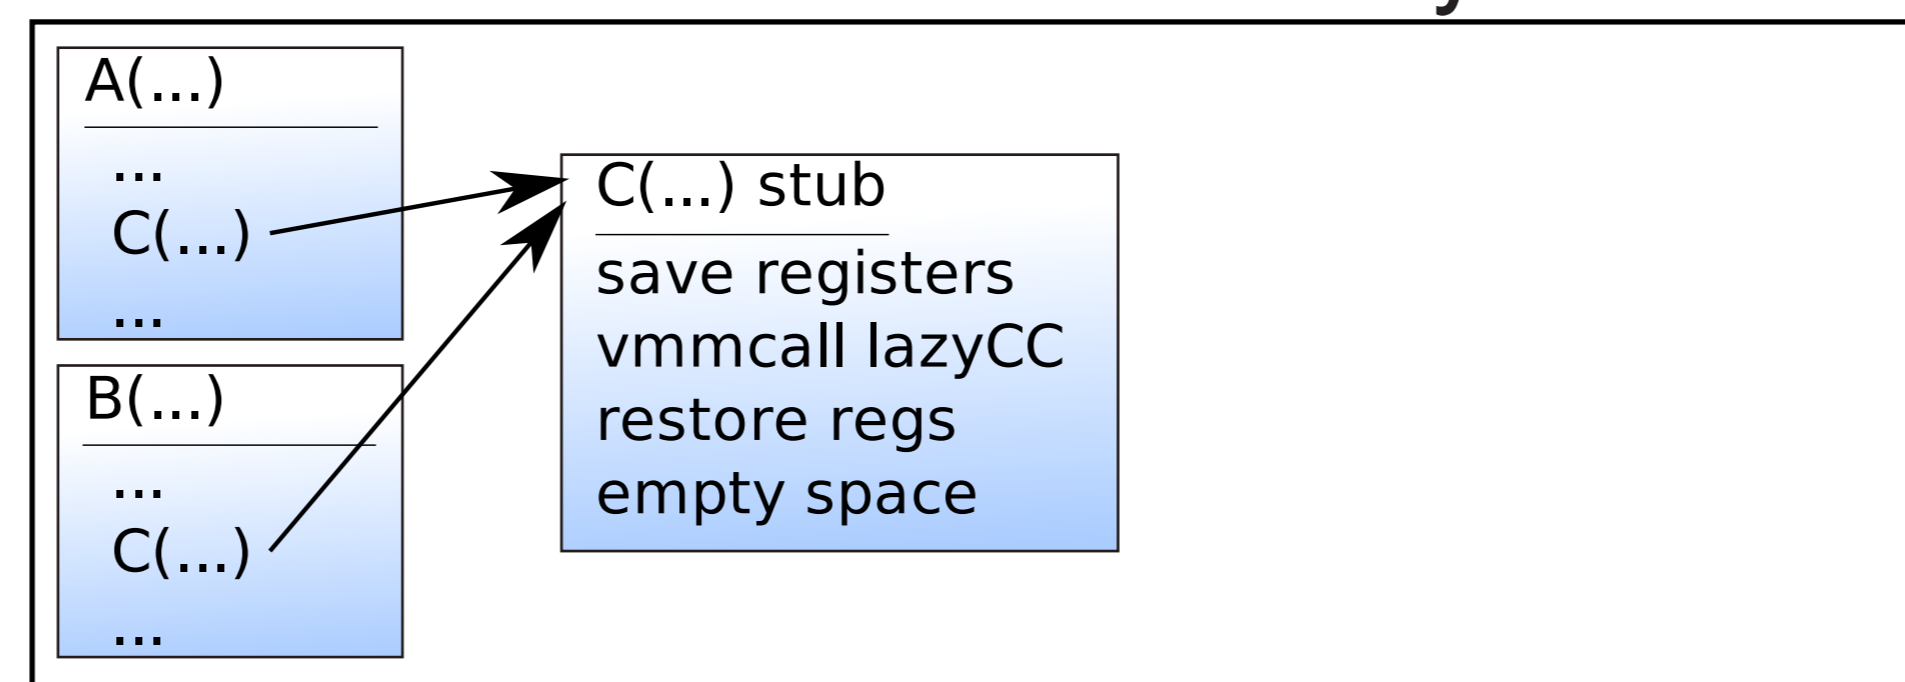 A(...)
...
C(...)
...
B(...)
...
C(...)
...
C(...) stub
save registers
vmmcall lazyCC
restore regs
empty space